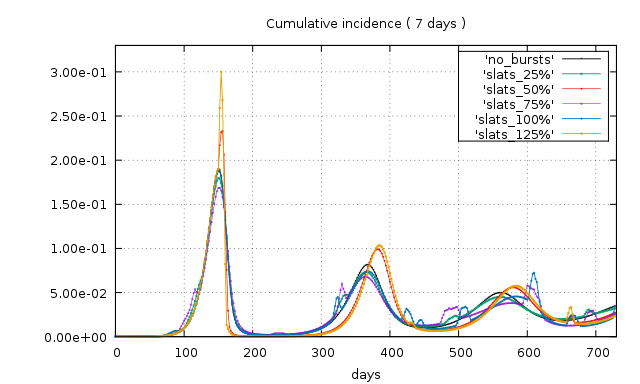 Cumulative incidence ( 7 days )
'no_bursts'
'slats_25%'
'slats_50%'
'slats_75%'
'slats_100%'
'slats_125%'
3.00e-01
2.50e-01
2.00e-01
1.50e-01
1.00e-01
5.00e-02
0.00e+00
0 100 200 300 400 500 600 700
days